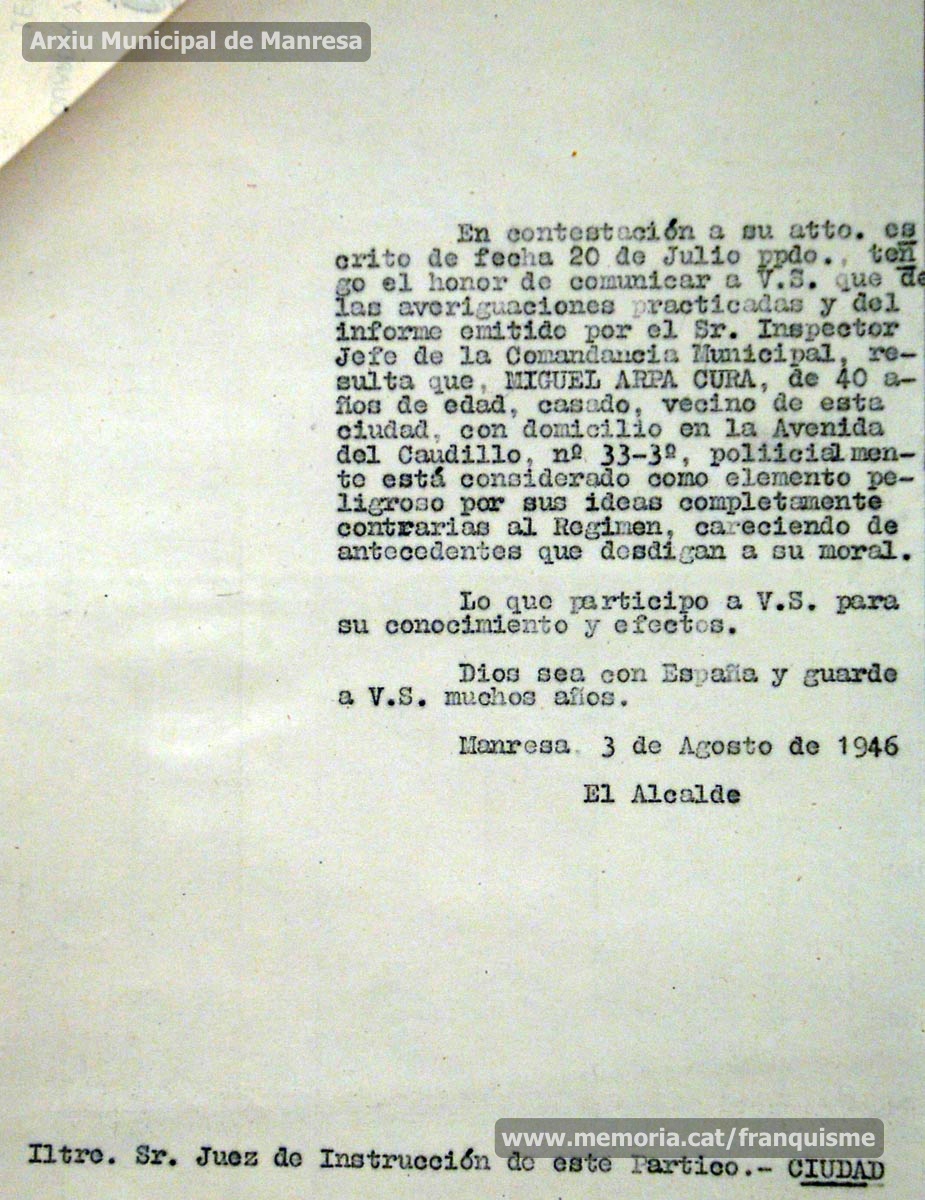 Arxiu Municipal de Manresa
En contestación a su atto. es
crito de fecha 20 de Julio ppdo., ten
go el honor de comunicar a V.S. que de
las averiguaciones practicadas y del
informe emitido por el Sr. Inspector
Jefe de la Comandancia Municipal, re-
sulta que, MIGUEL ARPA CURA, de 40 a-
ños de edad, casado, vecino de esta
ciudad, con domicilio en la Avenida
del Caudillo, nº 33-3º, poliicialmen-
te está considerado como elemento pe-
ligroso por sus ideas completamente
contrarias al Regimen, careciendo de
antecedentes que desdigan a su moral.
Lo que participo a V.S. para
su conocimiento y efectos.
Dios sea con España y guarde
a V.S. muchos años.
Manresa 3 de Agosto de 1946
El Alcalde
www.memoria.cat/franquisme
Iltre. Sr. Juez de Instrucción de este Partico.- CIUDAD